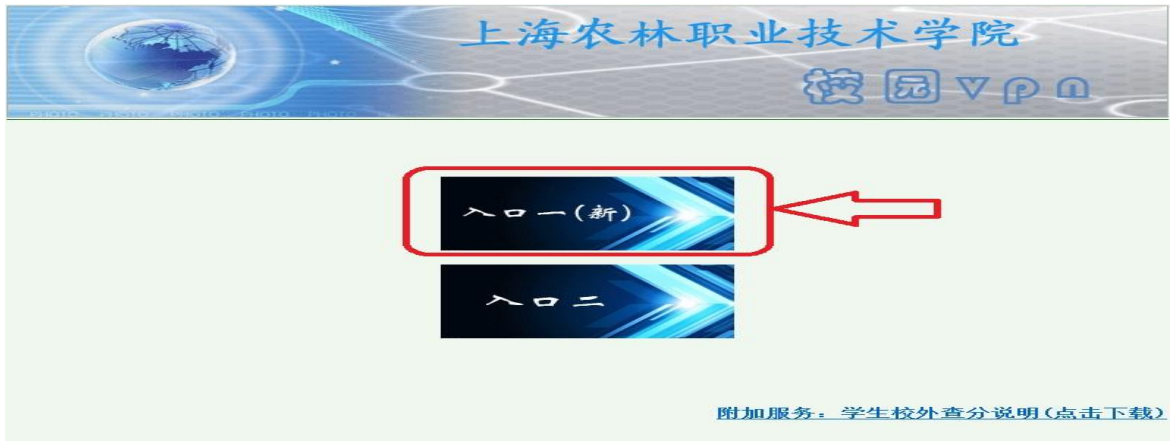 上海农林职业技术学院
校园vpn
入口一(新)
入口二
附加服务：学生校外查分说明(点击下载)